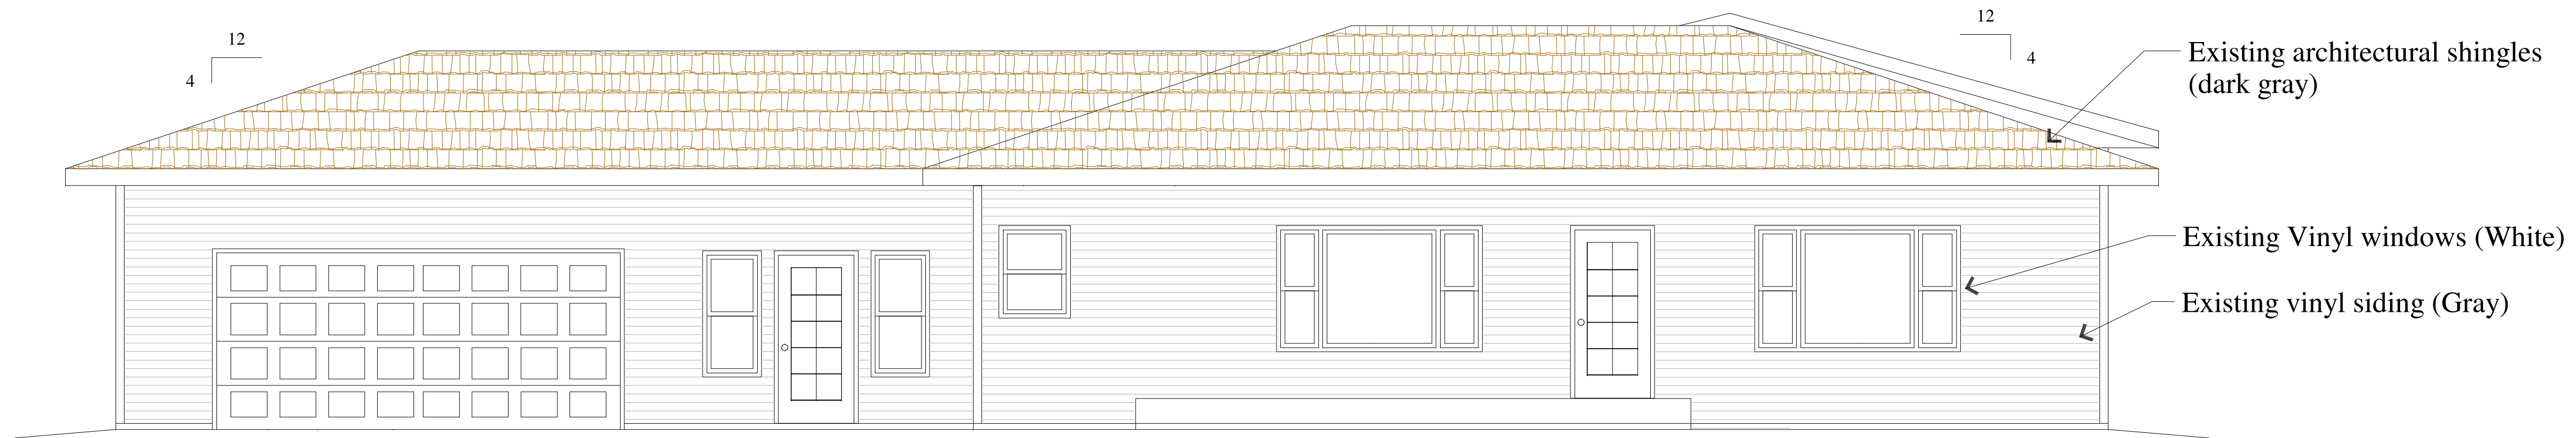 12
4
12
4
Existing architectural shingles
(dark gray)
Existing Vinyl windows (White)
Existing vinyl siding (Gray)